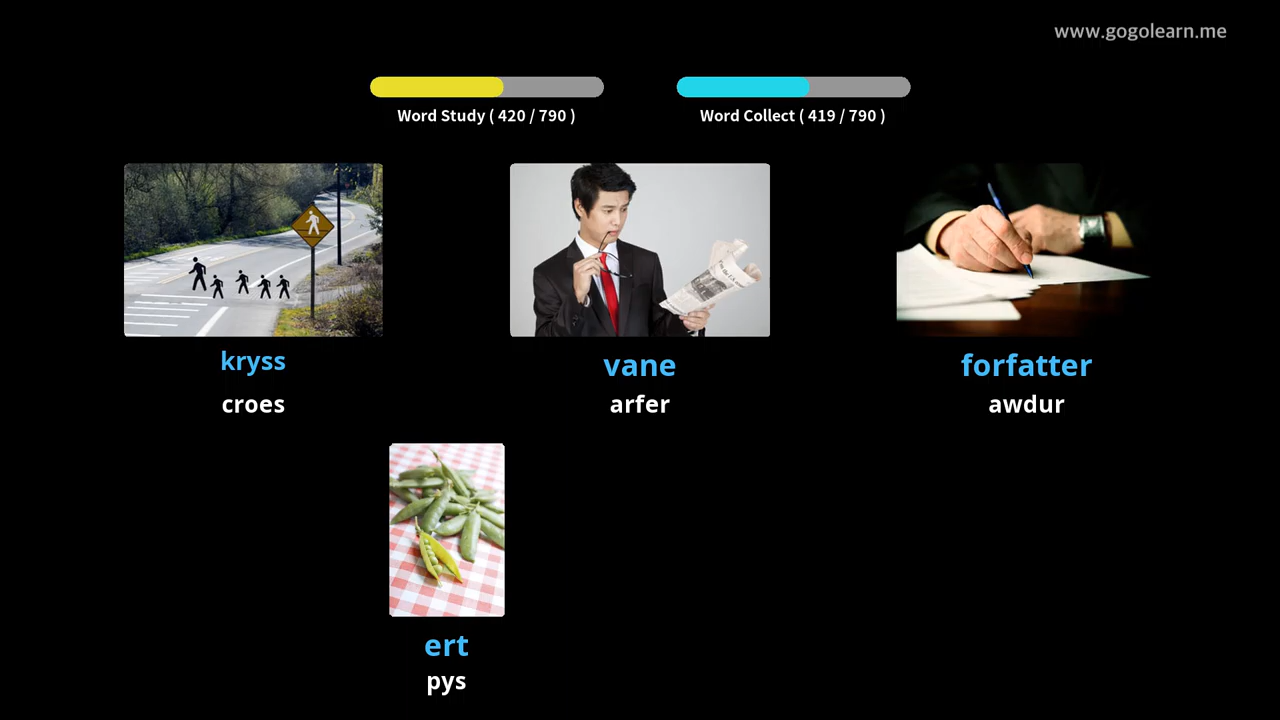 www.gogolearn.me
Word Study ( 420 / 790 )
Word Collect ( 419 / 790 )
kryss
croes
vane
arfer
forfatter
awdur
ert
pys